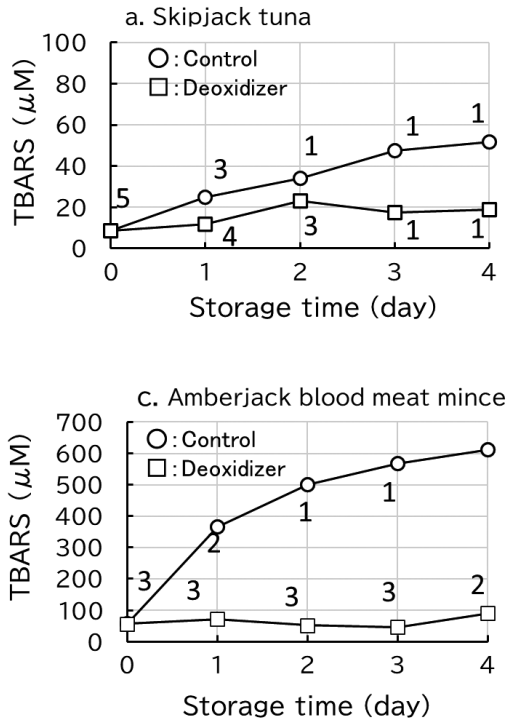 a. Skipjack tuna
100
80
60
40
20
0
TBARS (μM)
○: Control
□: Deoxidizer
5
3
1
1
1
4
3
1
1
0 1 2 3 4
Storage time (day)
c. Amberjack blood meat mince
700
600
500
400
300
200
100
0
TBARS (μM)
○: Control
□: Deoxidizer
2
1
1
3
3
3
3
2
0 1 2 3 4
Storage time (day)